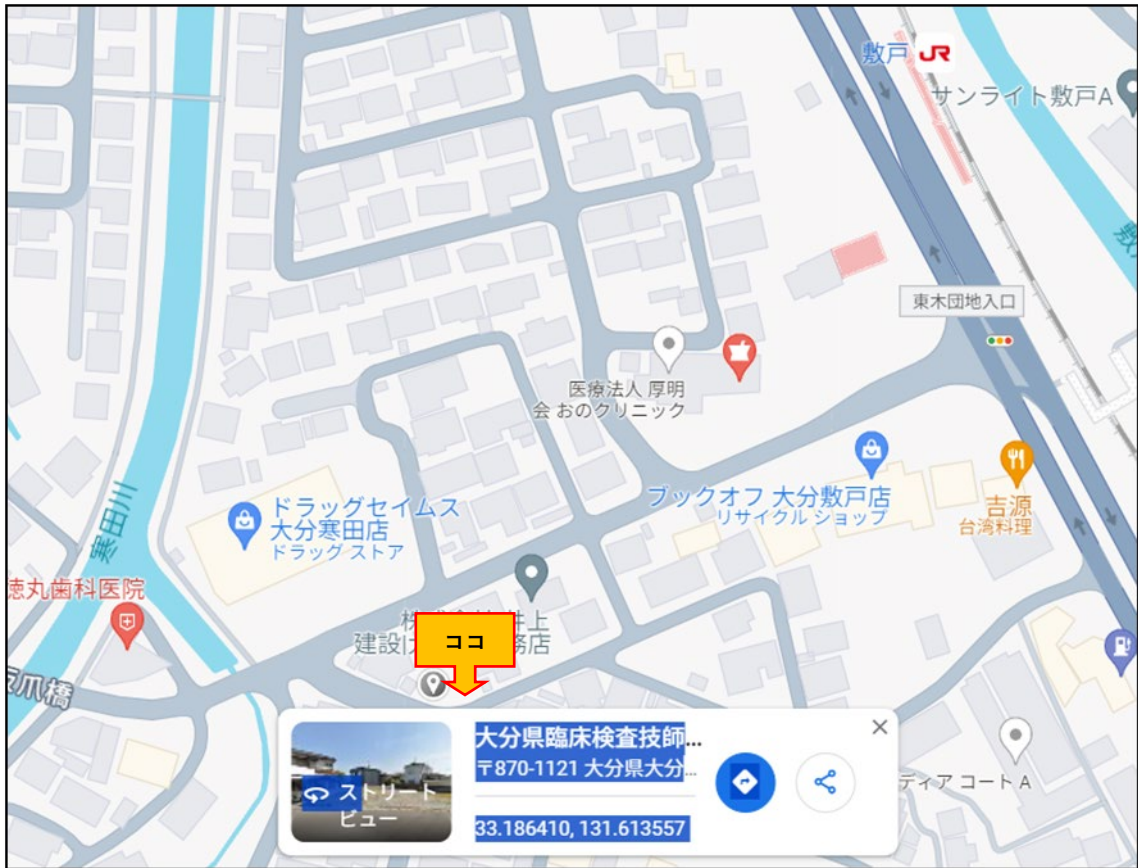 敷戸 JR
サンライト敷戸A
敷戸
東木団地入口
医療法人 厚明
会 おのクリニック
ブックオフ 大分敷戸店
リサイクル ショップ
吉源
台湾料理
ドラッグセイムス
大分寒田店
ドラッグ ストア
寒田川
徳丸歯科医院
井上
建設
務店
ココ
爪橋
大分県臨床検査技師...
〒870-1121 大分県大分...
33.186410, 131.613557
ストリート
ビュー
ディア コート A